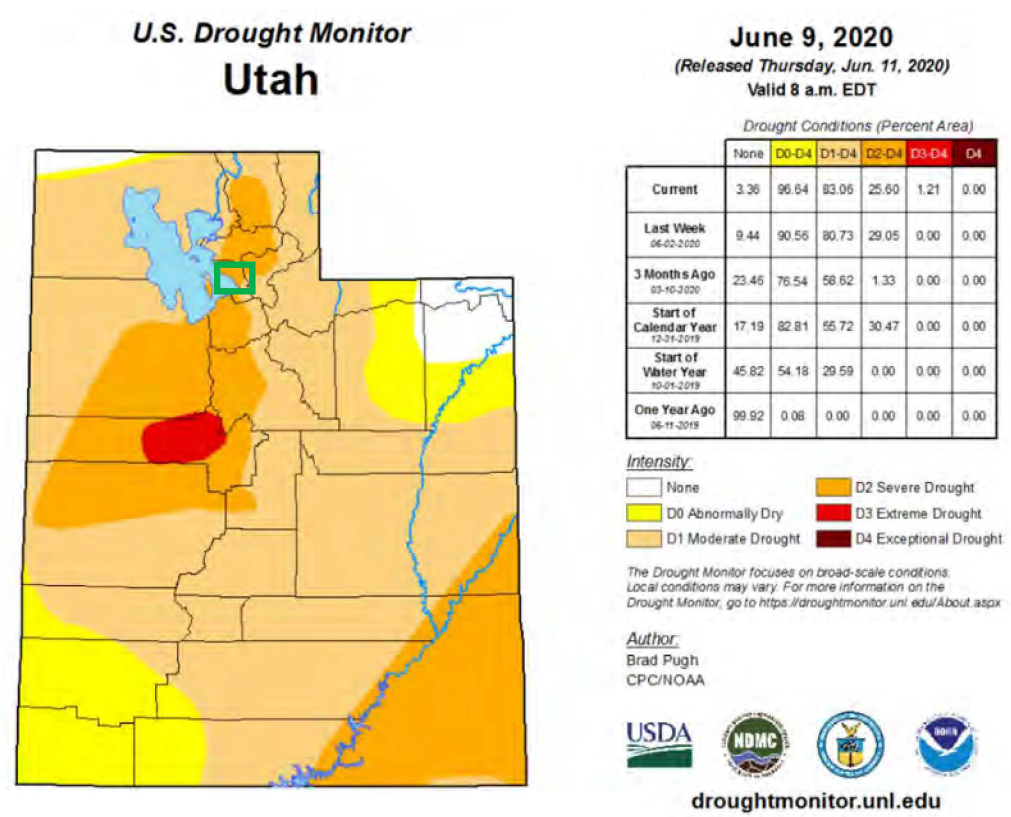 U.S. Drought Monitor
Utah
June 9, 2020
(Released Thursday, Jun. 11, 2020)
Valid 8 a.m. EDT
Drought Conditions (Percent Area)
None D0-D4 D1-D4 D2-D4 D3-D4 D4
Current 3.36 96.64 83.06 25.60 1.21 0.00
Last Week
06-02-2020 9.44 90.56 80.73 29.05 0.00 0.00
3 Months Ago
03-10-2020 23.46 76.54 58.62 1.33 0.00 0.00
Start of
Calendar Year
12-31-2019 17.19 82.81 55.72 30.47 0.00 0.00
Start of
Water Year
10-01-2019 45.82 54.18 29.59 0.00 0.00 0.00
One Year Ago
06-11-2019 99.92 0.08 0.00 0.00 0.00 0.00
Intensity:
None
D0 Abnormally Dry
D1 Moderate Drought
D2 Severe Drought
D3 Extreme Drought
D4 Exceptional Drought
The Drought Monitor focuses on broad-scale conditions.
Local conditions may vary. For more information on the
Drought Monitor, go to https://droughtmonitor.unl.edu/About.aspx
Author:
Brad Pugh
CPC/NOAA
USDA
NDMC
NOAA
droughtmonitor.unl.edu